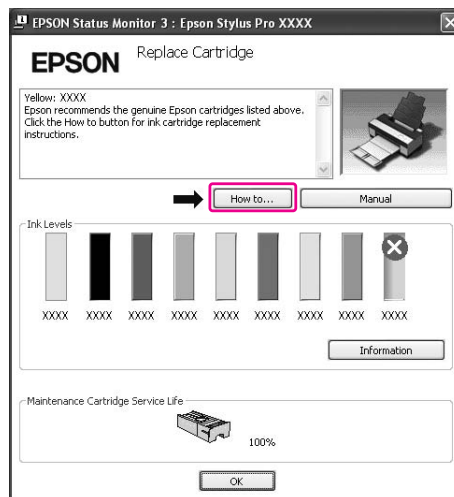 EPSON Status Monitor 3 : Epson Stylus Pro XXXX
EPSON
Replace Cartridge
Yellow: XXXX
Epson recommends the genuine Epson cartridges listed above.
Click the How to button for ink cartridge replacement
instructions.
How to...
Manual
Ink Levels
XXXX XXXX XXXX XXXX XXXX XXXX XXXX XXXX XXXX
Information
Maintenance Cartridge Service Life
100%
OK